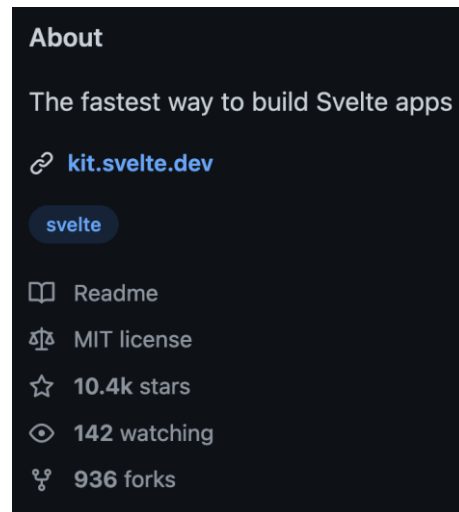 About
The fastest way to build Svelte apps
kit.svelte.dev
svelte
Readme
MIT license
10.4k stars
142 watching
936 forks